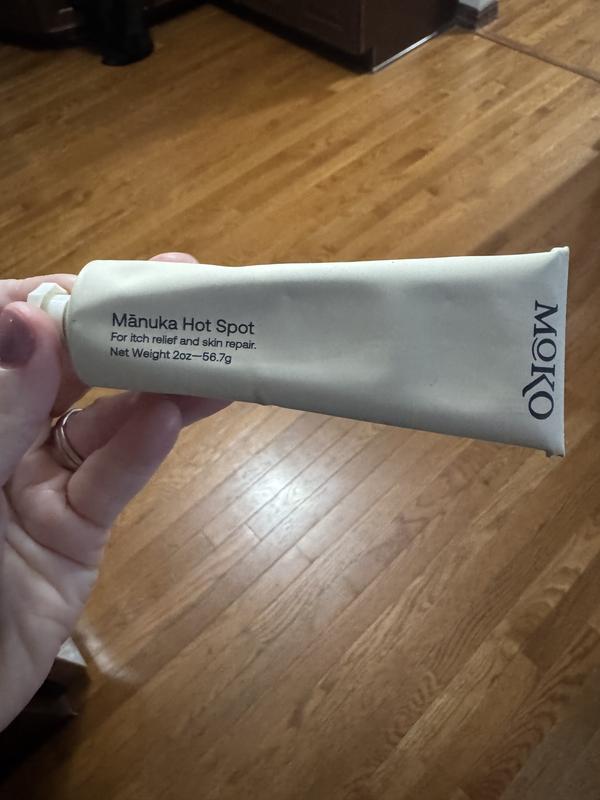 Mānuka Hot Spot
For itch relief and skin repair.
Net Weight 2oz—56.7g
MOKO